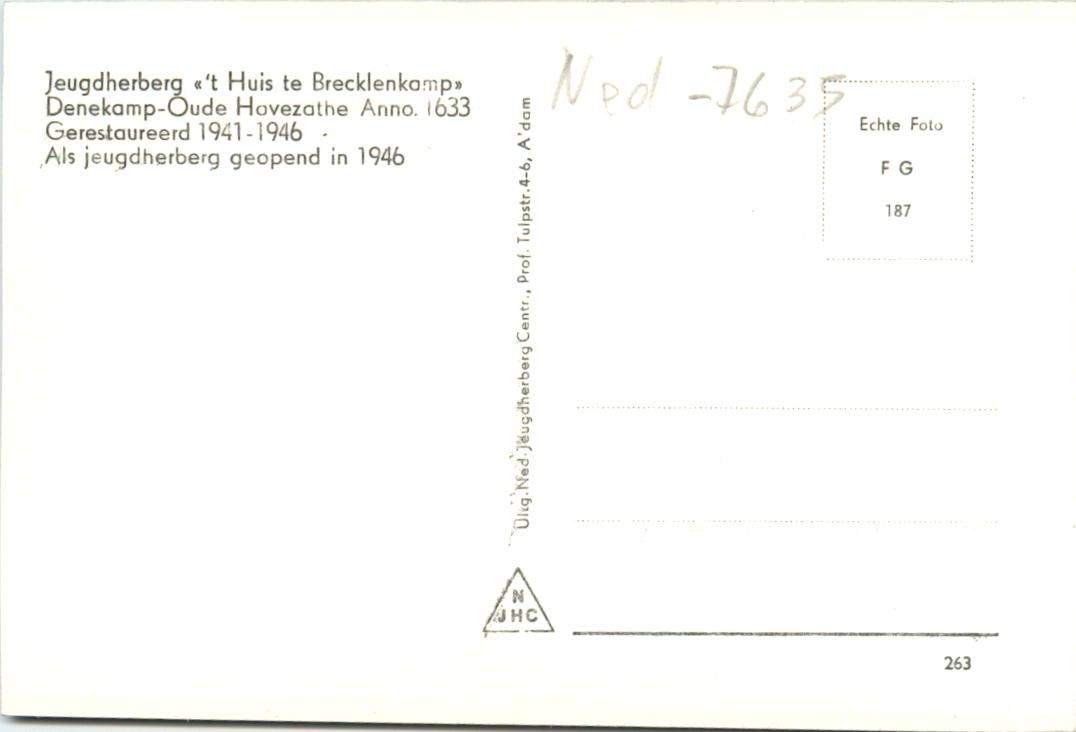 Jeugdherberg «'t Huis te Brecklenkamp»
Denekamp-Oude Havezathe Anno. 1633
Gerestaureerd 1941-1946
Als jeugdherberg geopend in 1946
Uitg. Ned. Jeugdherberg Centr., Prof. Tulpstr. 4-6, A'dam
N
JHC
Ned -7635
Echte Foto
F G
187
263